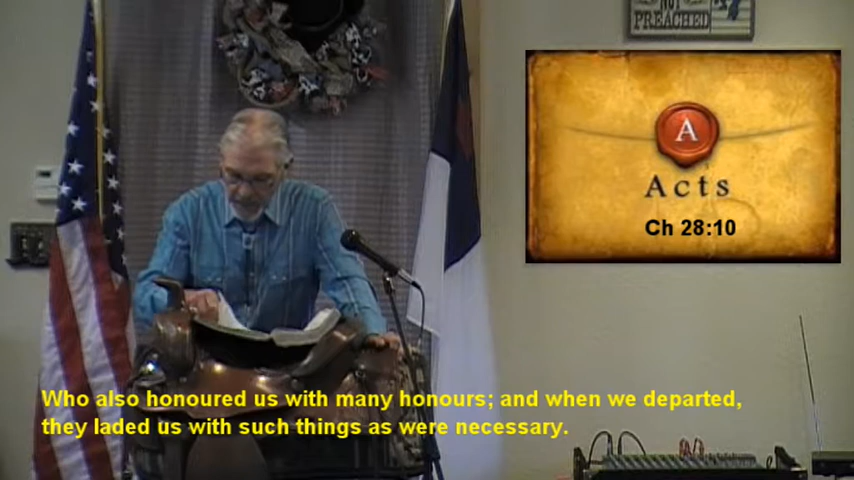 NOT
PREACHED
A
Acts
Ch 28:10
Who also honoured us with many honours; and when we departed,
they laded us with such things as were necessary.